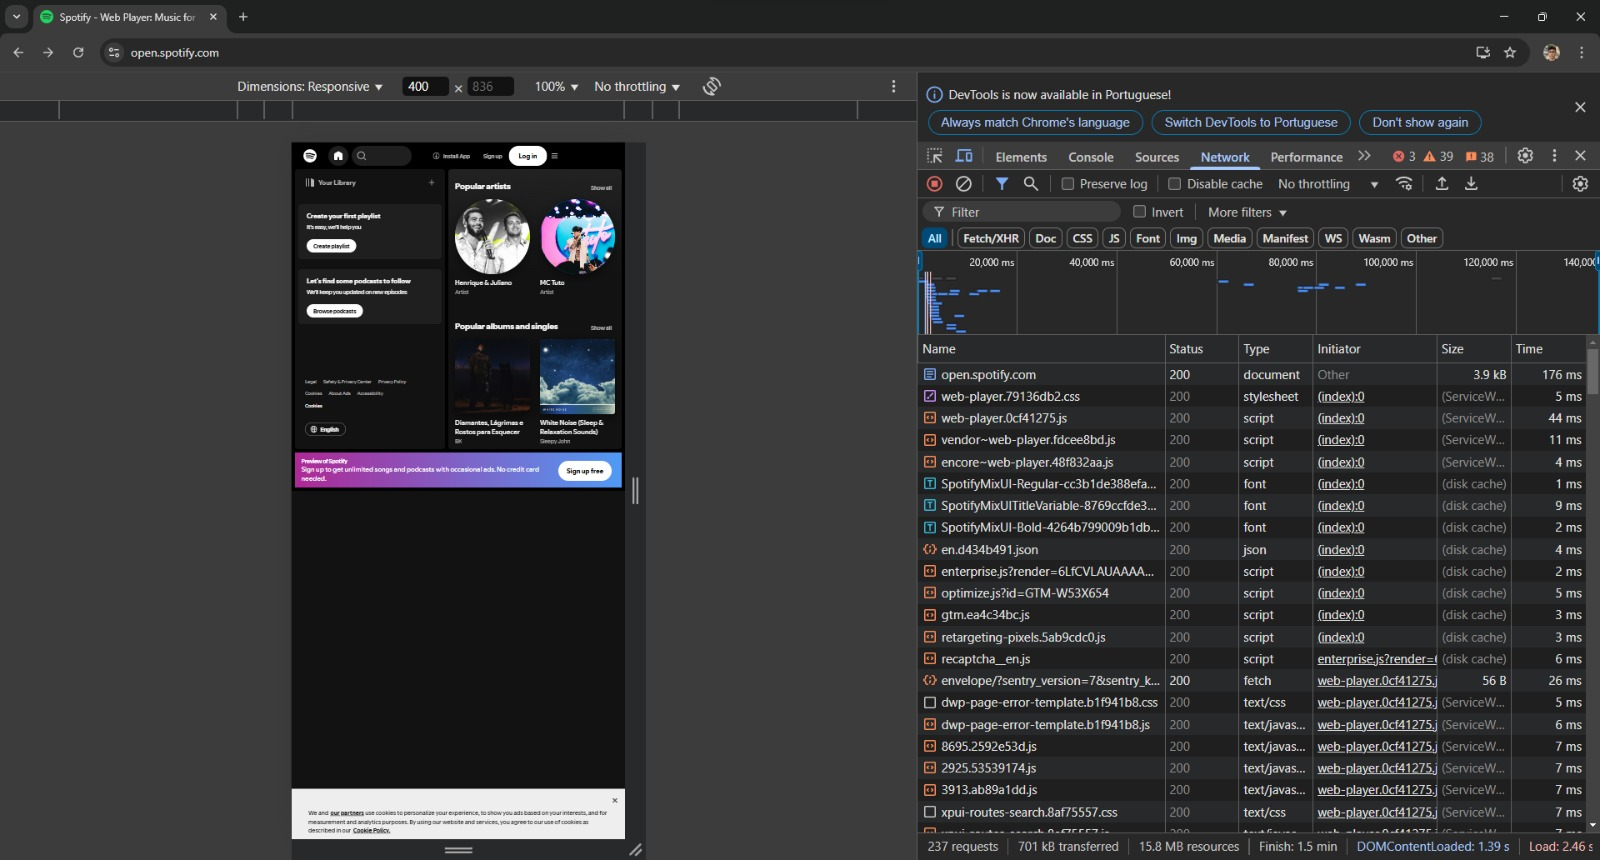 Spotify - Web Player: Music for
open.spotify.com
Dimensions: Responsive 400 × 836 100% No throttling
Install App Sign up Log in
Your Library
Create your first playlist
It's easy, we'll help you
Create playlist
Let's find some podcasts to follow
We'll keep you updated on new episodes
Browse podcasts
Legal Safety & Privacy Center Privacy Policy
Cookies About Ads Accessibility
Cookies
English
Popular artists Show all
Henrique & Juliano MC Tuto
Artist Artist
Popular albums and singles Show all
WHITE NOISE
Diamantes, Lágrimas e White Noise (Sleep &
Rostos para Esquecer Relaxation Sounds)
BK Sleepy John
Preview of Spotify
Sign up to get unlimited songs and podcasts with occasional ads. No credit card
needed.
Sign up free
We and our partners use cookies to personalize your experience, to show you ads based on your interests, and for
measurement and analytics purposes. By using our website and services, you agree to our use of cookies as
described in our Cookie Policy.
DevTools is now available in Portuguese!
Always match Chrome's language Switch DevTools to Portuguese Don't show again
Elements Console Sources Network Performance 3 39 38
Preserve log Disable cache No throttling
Filter Invert More filters
All Fetch/XHR Doc CSS JS Font Img Media Manifest WS Wasm Other
20,000 ms 40,000 ms 60,000 ms 80,000 ms 100,000 ms 120,000 ms 140,00
Name Status Type Initiator Size Time
open.spotify.com 200 document Other 3.9 kB 176 ms
web-player.79136db2.css 200 stylesheet (index):0 (ServiceW... 5 ms
web-player.0cf41275.js 200 script (index):0 (ServiceW... 44 ms
vendor~web-player.fdcee8bd.js 200 script (index):0 (ServiceW... 11 ms
encore~web-player.48f832aa.js 200 script (index):0 (ServiceW... 4 ms
SpotifyMixUI-Regular-cc3b1de388efa... 200 font (index):0 (disk cache) 1 ms
SpotifyMixUITitleVariable-8769ccfde3... 200 font (index):0 (disk cache) 9 ms
SpotifyMixUI-Bold-4264b799009b1db... 200 font (index):0 (disk cache) 2 ms
en.d434b491.json 200 json (index):0 (disk cache) 4 ms
enterprise.js?render=6LfCVLAUAAAA... 200 script (index):0 (disk cache) 2 ms
optimize.js?id=GTM-W53X654 200 script (index):0 (disk cache) 5 ms
gtm.ea4c34bc.js 200 script (index):0 (disk cache) 3 ms
retargeting-pixels.5ab9cdc0.js 200 script (index):0 (disk cache) 3 ms
recaptcha__en.js 200 script enterprise.js?render=6 (disk cache) 6 ms
envelope/?sentry_version=7&sentry_k... 200 fetch web-player.0cf41275.j 56 B 26 ms
dwp-page-error-template.b1f941b8.css 200 text/css web-player.0cf41275.j (ServiceW... 5 ms
dwp-page-error-template.b1f941b8.js 200 text/javas... web-player.0cf41275.j (ServiceW... 6 ms
8695.2592e53d.js 200 text/javas... web-player.0cf41275.j (ServiceW... 7 ms
2925.53539174.js 200 text/javas... web-player.0cf41275.j (ServiceW... 7 ms
3913.ab89a1dd.js 200 text/javas... web-player.0cf41275.j (ServiceW... 7 ms
xpui-routes-search.8af75557.css 200 text/css web-player.0cf41275.j (ServiceW... 7 ms
237 requests 701 kB transferred 15.8 MB resources Finish: 1.5 min DOMContentLoaded: 1.39 s Load: 2.46 s